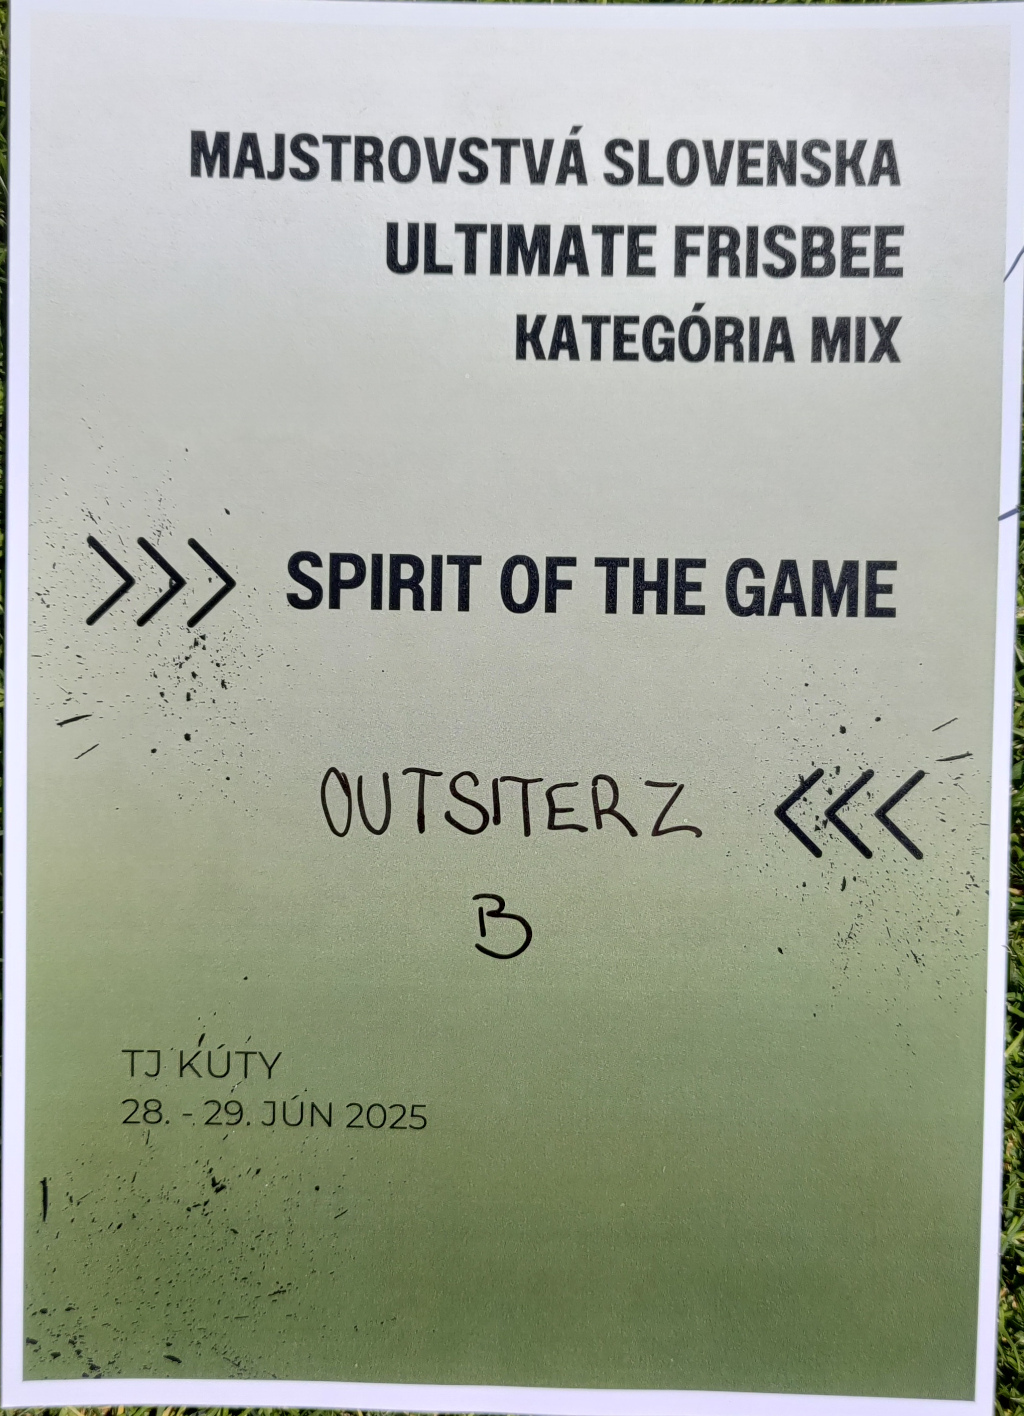 MAJSTROVSTVÁ SLOVENSKA
ULTIMATE FRISBEE
KATEGÓRIA MIX
SPIRIT OF THE GAME
OUTSITERZ
B
TJ KÚTY
28. - 29. JÚN 2025